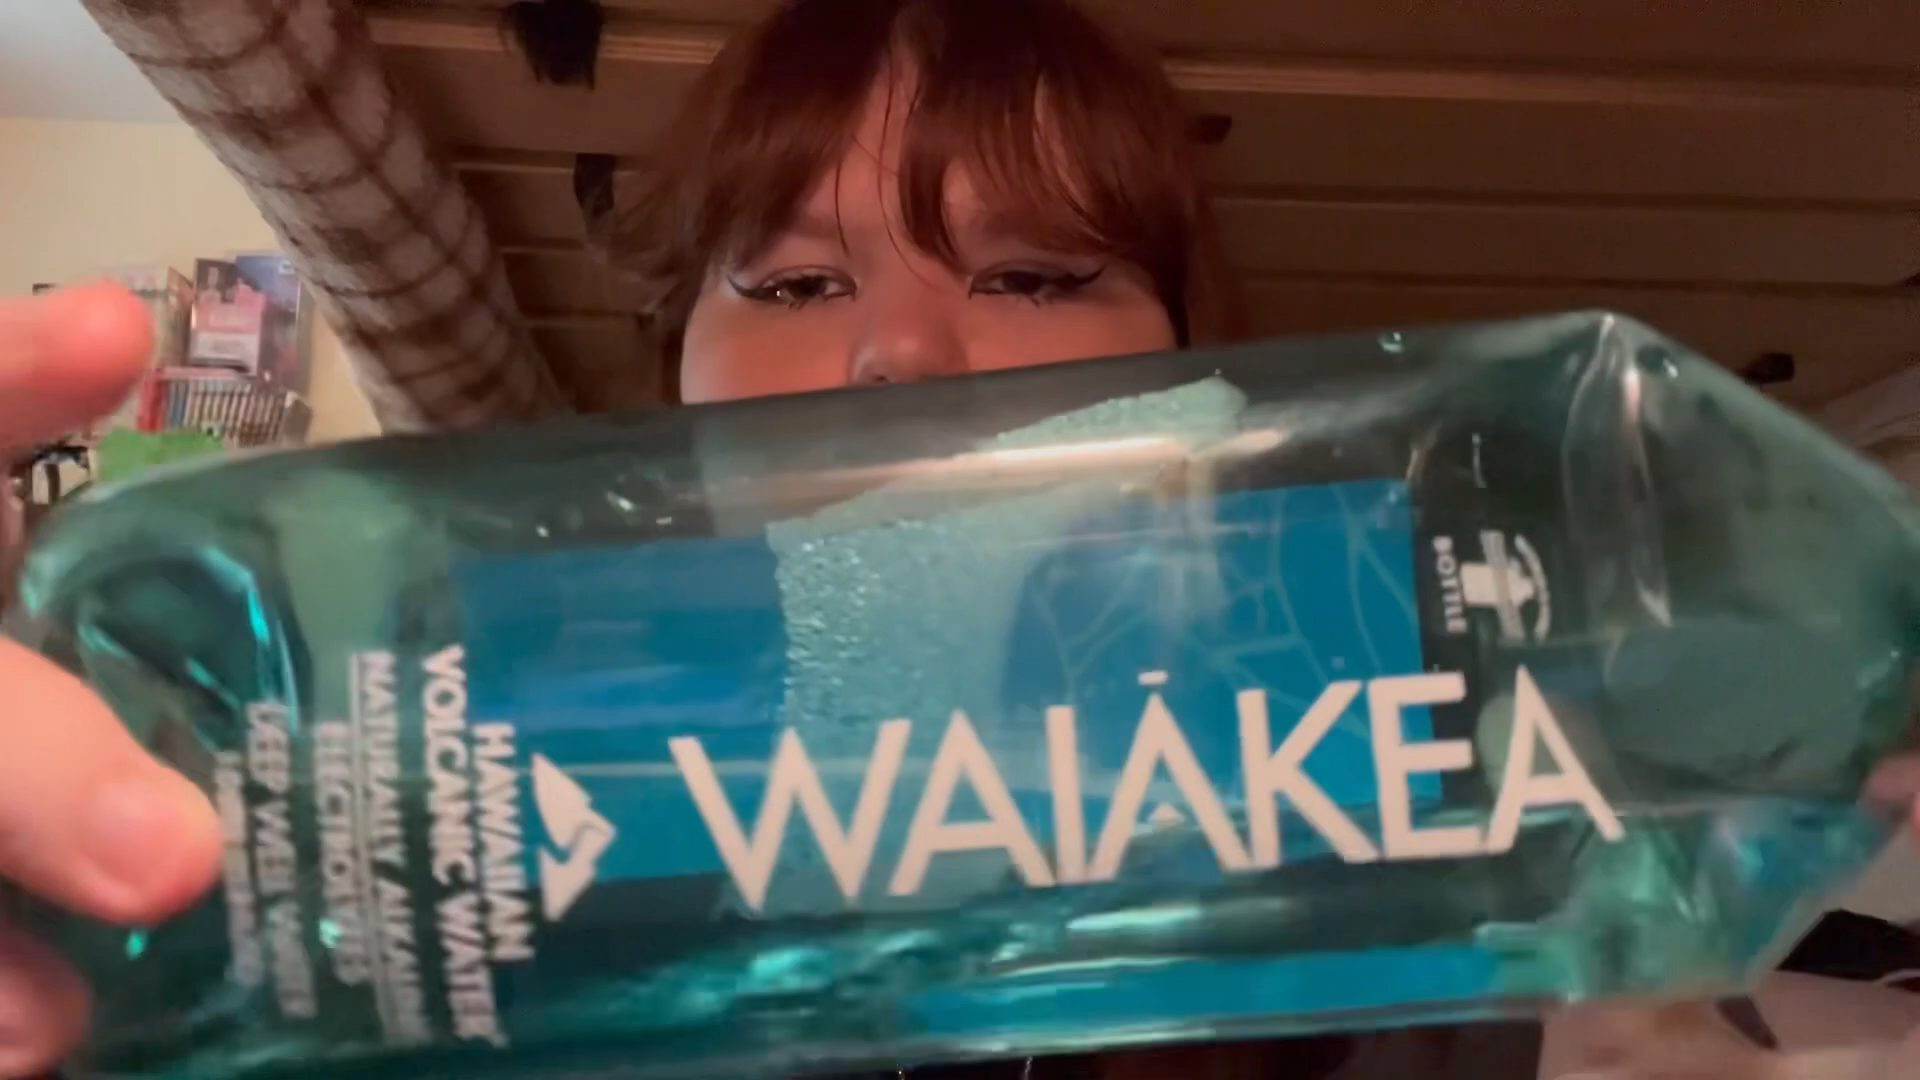 WAIĀKEA
HAWAIIAN
VOLCANIC WATER
NATURALLY ALKALINE
ELECTROLYTES
DEEP WELL WATER
BOTTLE